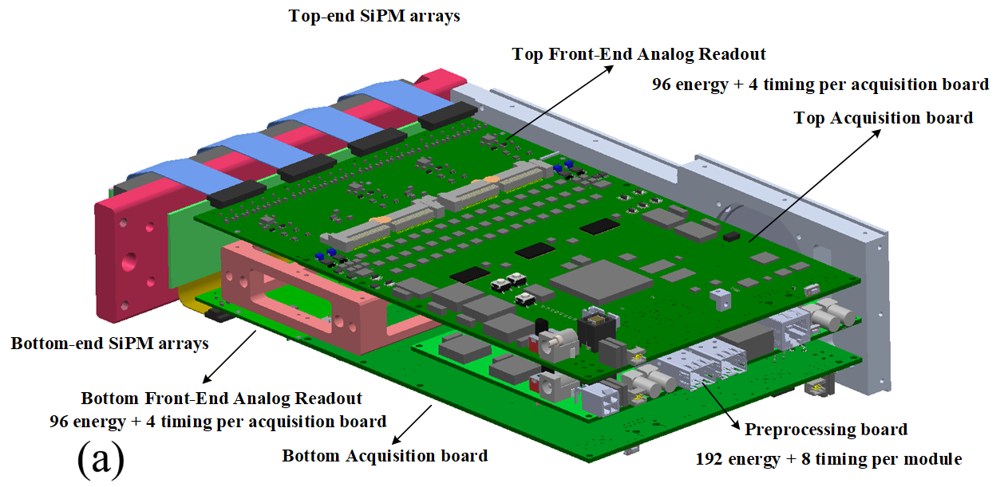 Top-end SiPM arrays
Top Front-End Analog Readout
96 energy + 4 timing per acquisition board
Top Acquisition board
Bottom-end SiPM arrays
Bottom Front-End Analog Readout
96 energy + 4 timing per acquisition board
Bottom Acquisition board
Preprocessing board
192 energy + 8 timing per module
(a)